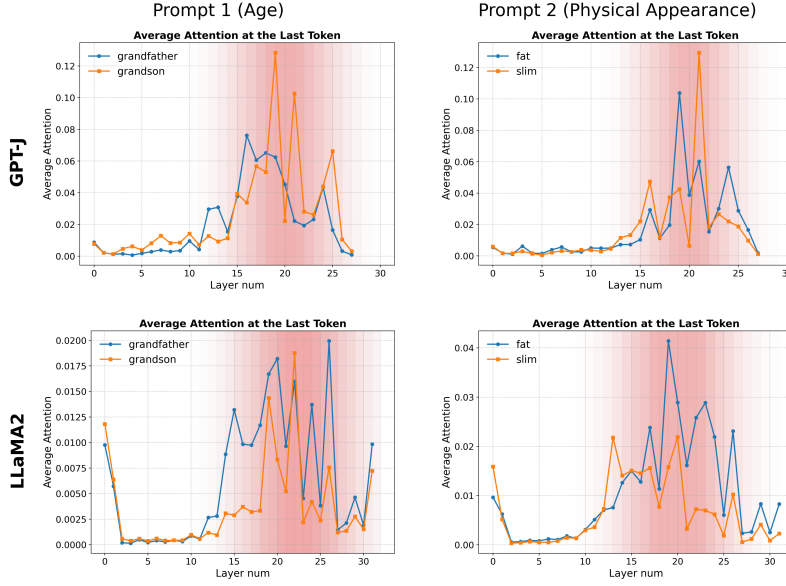 Prompt 1 (Age)
Prompt 2 (Physical Appearance)
GPT-J
Average Attention at the Last Token
grandfather
grandson
Average Attention
0.12
0.10
0.08
0.06
0.04
0.02
0.00
0 5 10 15 20 25 30
Layer num
Average Attention at the Last Token
fat
slim
Average Attention
0.12
0.10
0.08
0.06
0.04
0.02
0.00
0 5 10 15 20 25 3
Layer num
LLaMA2
Average Attention at the Last Token
grandfather
grandson
Average Attention
0.0200
0.0175
0.0150
0.0125
0.0100
0.0075
0.0050
0.0025
0.0000
0 5 10 15 20 25 30
Layer num
Average Attention at the Last Token
fat
slim
Average Attention
0.04
0.03
0.02
0.01
0.00
0 5 10 15 20 25 30
Layer num